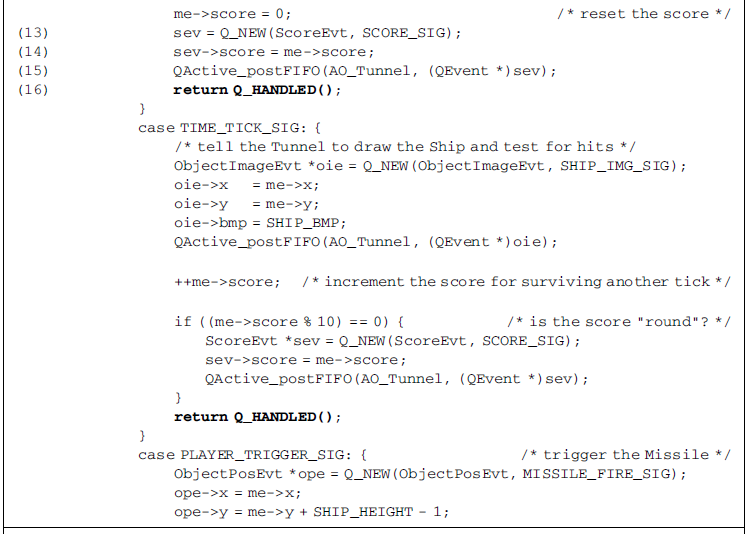 me->score = 0; /* reset the score */
(13) sev = Q_NEW(ScoreEvt, SCORE_SIG);
(14) sev->score = me->score;
(15) QActive_postFIFO(AO_Tunnel, (QEvent *)sev);
(16) return Q_HANDLED();
}
case TIME_TICK_SIG: {
/* tell the Tunnel to draw the Ship and test for hits */
ObjectImageEvt *oie = Q_NEW(ObjectImageEvt, SHIP_IMG_SIG);
oie->x = me->x;
oie->y = me->y;
oie->bmp = SHIP_BMP;
QActive_postFIFO(AO_Tunnel, (QEvent *)oie);
++me->score; /* increment the score for surviving another tick */
if ((me->score % 10) == 0) { /* is the score "round"? */
ScoreEvt *sev = Q_NEW(ScoreEvt, SCORE_SIG);
sev->score = me->score;
QActive_postFIFO(AO_Tunnel, (QEvent *)sev);
}
return Q_HANDLED();
}
case PLAYER_TRIGGER_SIG: { /* trigger the Missile */
ObjectPosEvt *ope = Q_NEW(ObjectPosEvt, MISSILE_FIRE_SIG);
ope->x = me->x;
ope->y = me->y + SHIP_HEIGHT - 1;